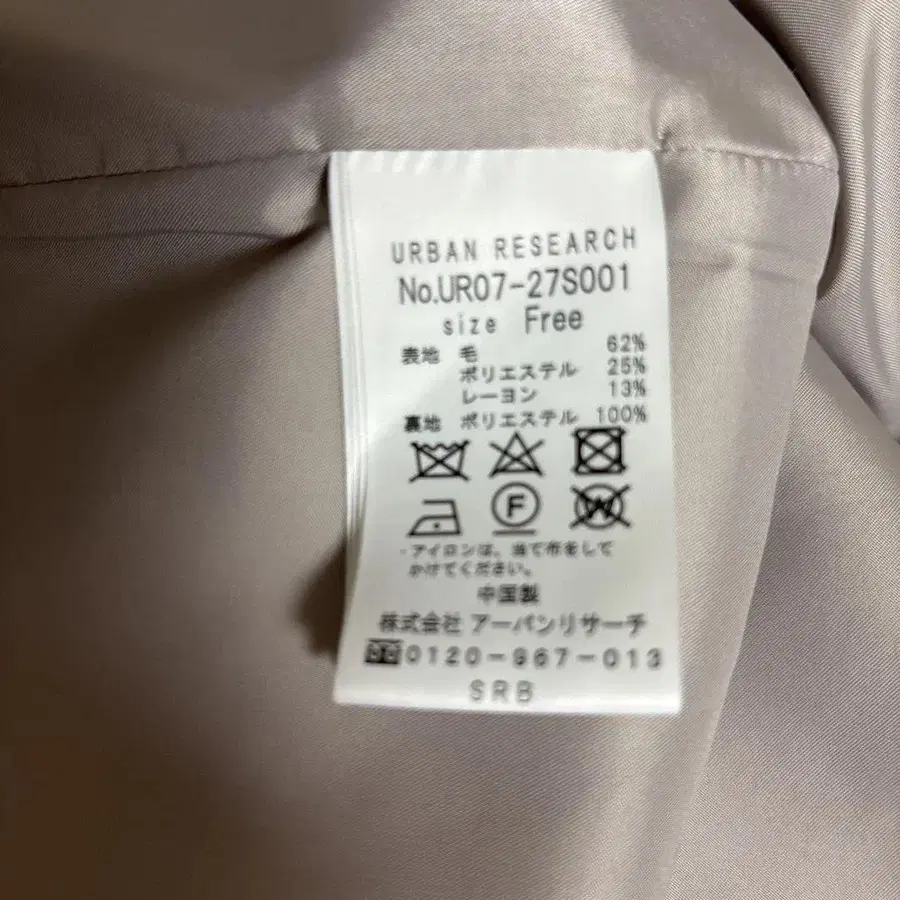 URBAN RESEARCH
No.UR07-27S001
size Free
表地 毛 62%
ポリエステル 25%
レーヨン 13%
裏地 ポリエステル 100%
F W
・アイロンは、当て布をして
かけてください。
中国製
株式会社 アーバンリサーチ
0120-967-013
SRB